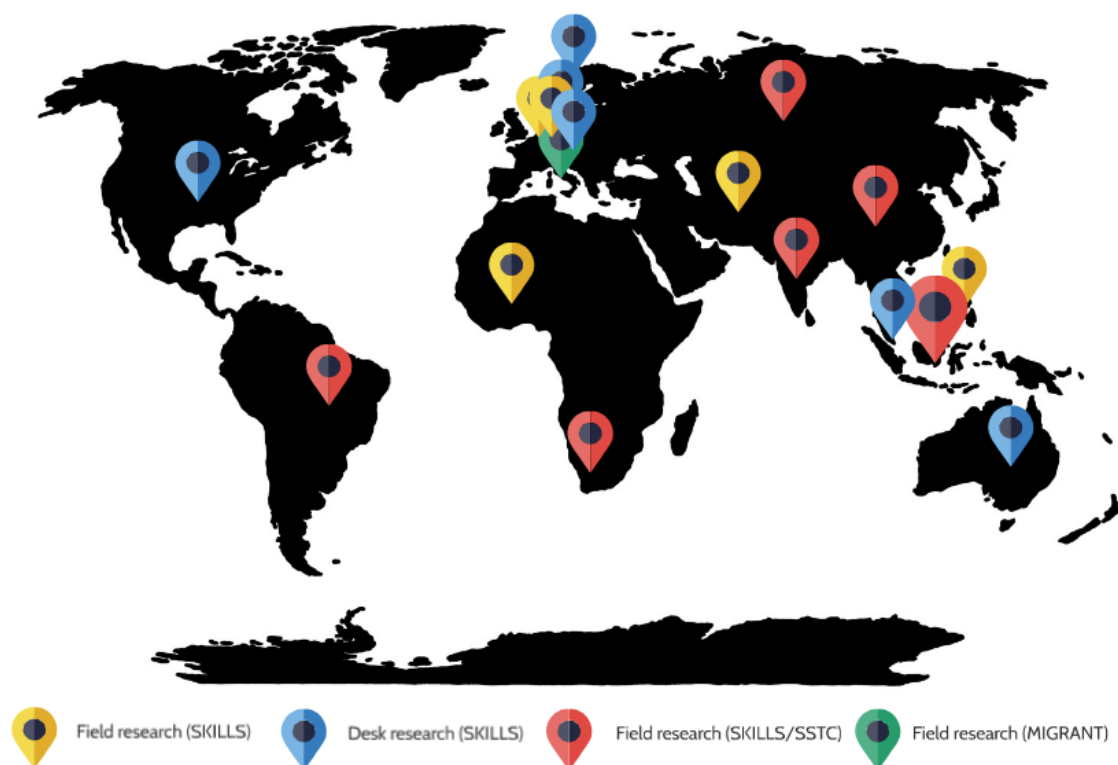 Field research (SKILLS)
Desk research (SKILLS)
Field research (SKILLS/SSTC)
Field research (MIGRANT)